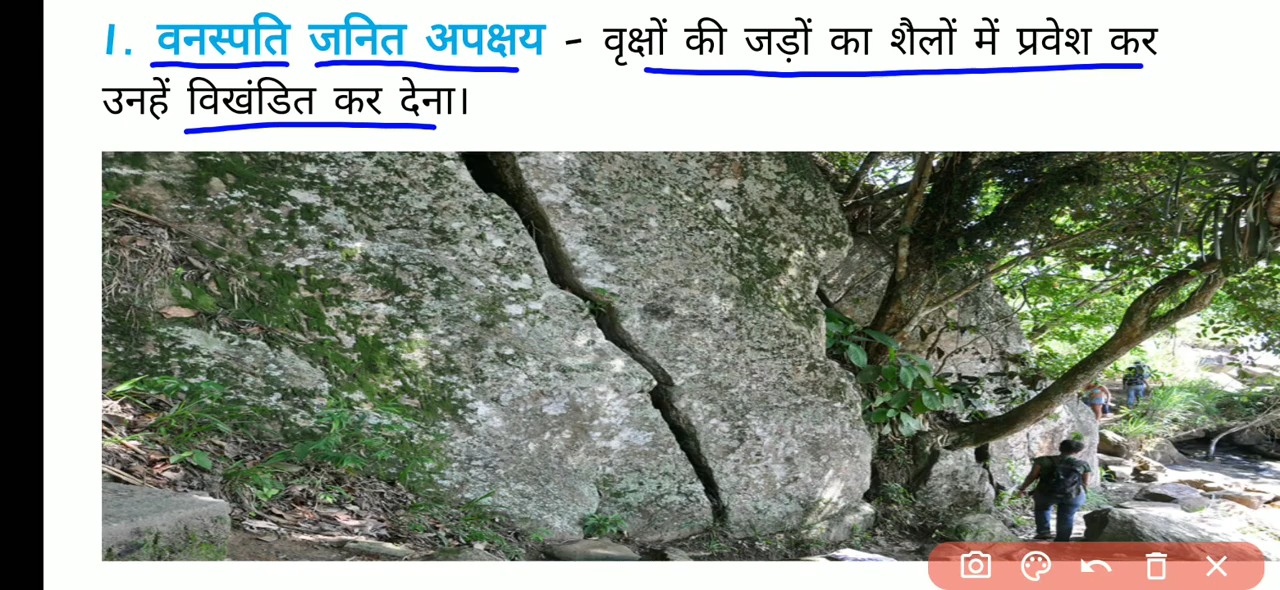 1. वनस्पति जनित अपक्षय - वृक्षों की जड़ों का शैलों में प्रवेश कर
उनहें विखंडित कर देना।